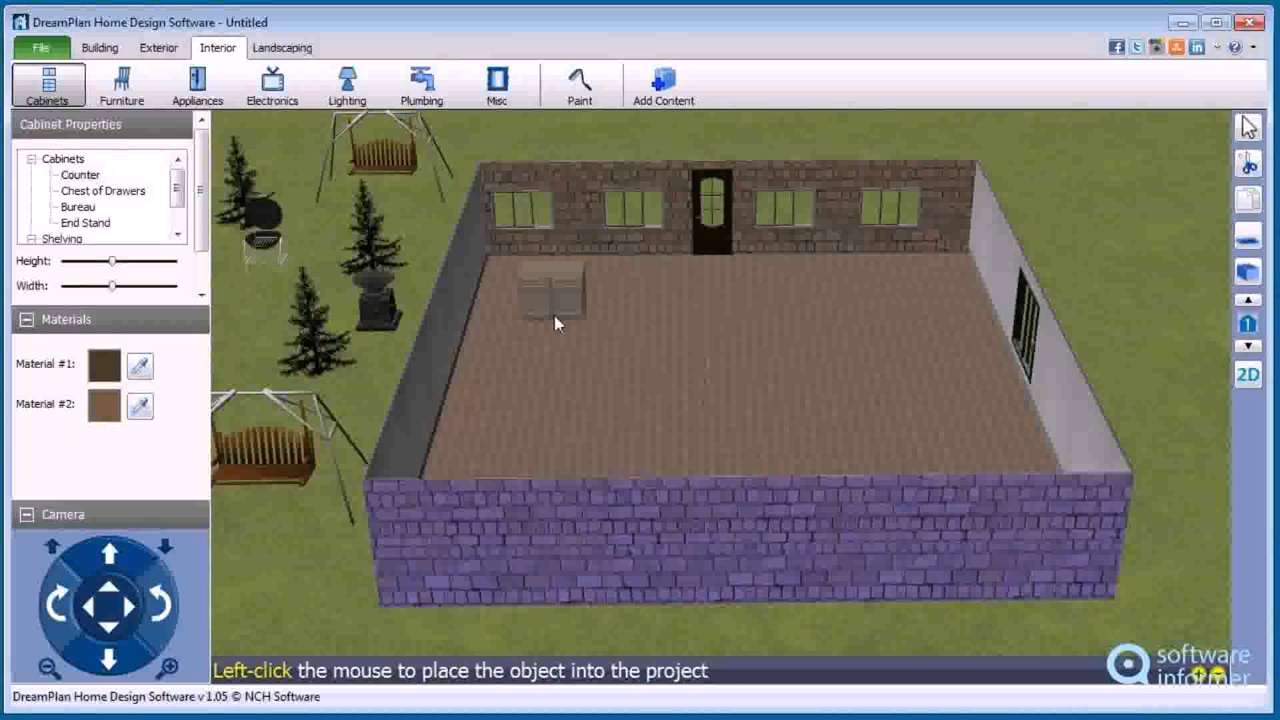 DreamPlan Home Design Software - Untitled
File Building Exterior Interior Landscaping
Cabinets Furniture Appliances Electronics Lighting Plumbing Misc Paint Add Content
Cabinet Properties
Cabinets
Counter
Chest of Drawers
Bureau
End Stand
Shelving
Height:
Width:
Materials
Material #1:
Material #2:
Camera
2D
Left-click the mouse to place the object into the project
software
informer
DreamPlan Home Design Software v 1.05 © NCH Software